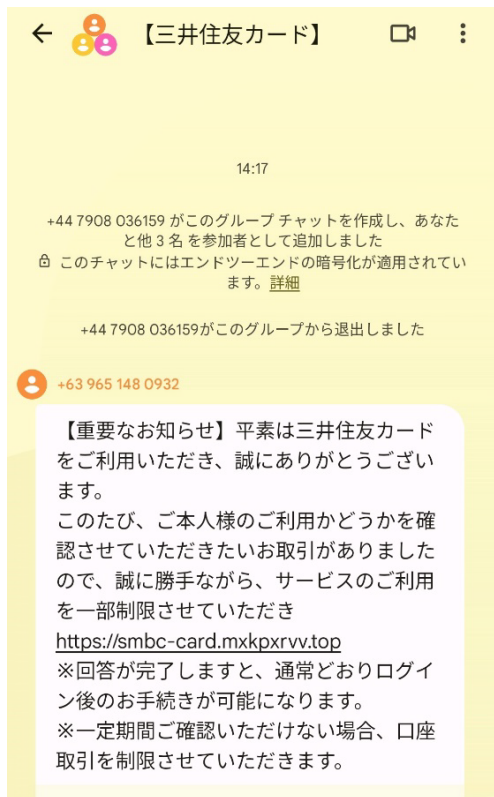 【三井住友カード】
14:17
+44 7908 036159 がこのグループ チャットを作成し、あなた
と他 3 名 を参加者として追加しました
このチャットにはエンドツーエンドの暗号化が適用されてい
ます。詳細
+44 7908 036159がこのグループから退出しました
+63 965 148 0932
【重要なお知らせ】平素は三井住友カード
をご利用いただき、誠にありがとうござい
ます。
このたび、ご本人様のご利用かどうかを確
認させていただきたいお取引がありました
ので、誠に勝手ながら、サービスのご利用
を一部制限させていただき
https://smbc-card.mxkpxrvv.top
※回答が完了しますと、通常どおりログイ
ン後のお手続きが可能になります。
※一定期間ご確認いただけない場合、口座
取引を制限させていただきます。